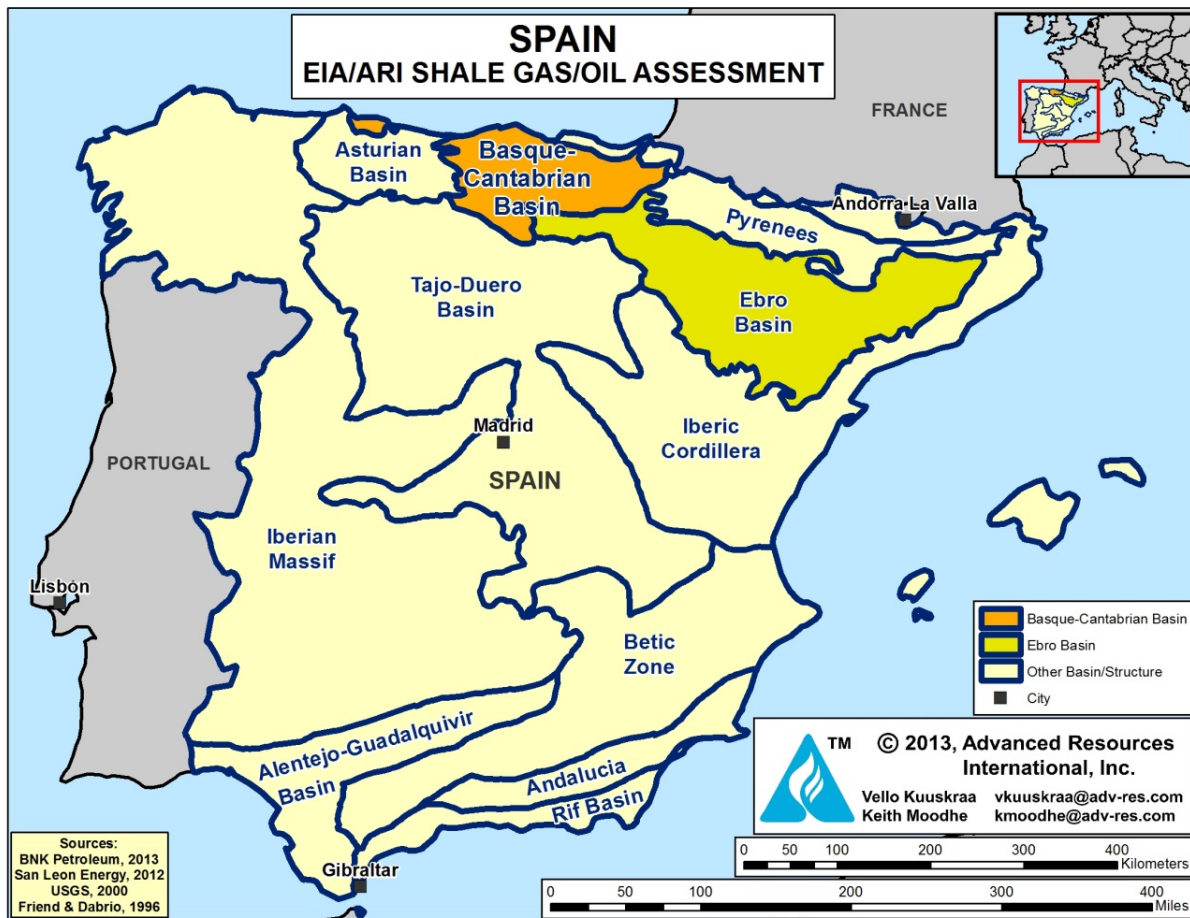 SPAIN
EIA/ARI SHALE GAS/OIL ASSESSMENT
FRANCE
Asturian
Basin
Basque-
Cantabrian
Basin
Andorra La Valla
Pyrenees
Tajo-Duero
Basin
Ebro
Basin
Madrid
Iberic
Cordillera
PORTUGAL
SPAIN
Iberian
Massif
Lisbon
Betic
Zone
Alentejo-Guadalquivir
Basin
Andalucia
Rif Basin
Gibraltar
Basque-Cantabrian Basin
Ebro Basin
Other Basin/Structure
City
TM
© 2013, Advanced Resources
International, Inc.
Vello Kuuskraa vkuuskraa@adv-res.com
Keith Moodhe kmoodhe@adv-res.com
Sources:
BNK Petroleum, 2013
San Leon Energy, 2012
USGS, 2000
Friend & Dabrio, 1996
0 50 100 200 300 400
Kilometers
0 50 100 200 300 400
Miles